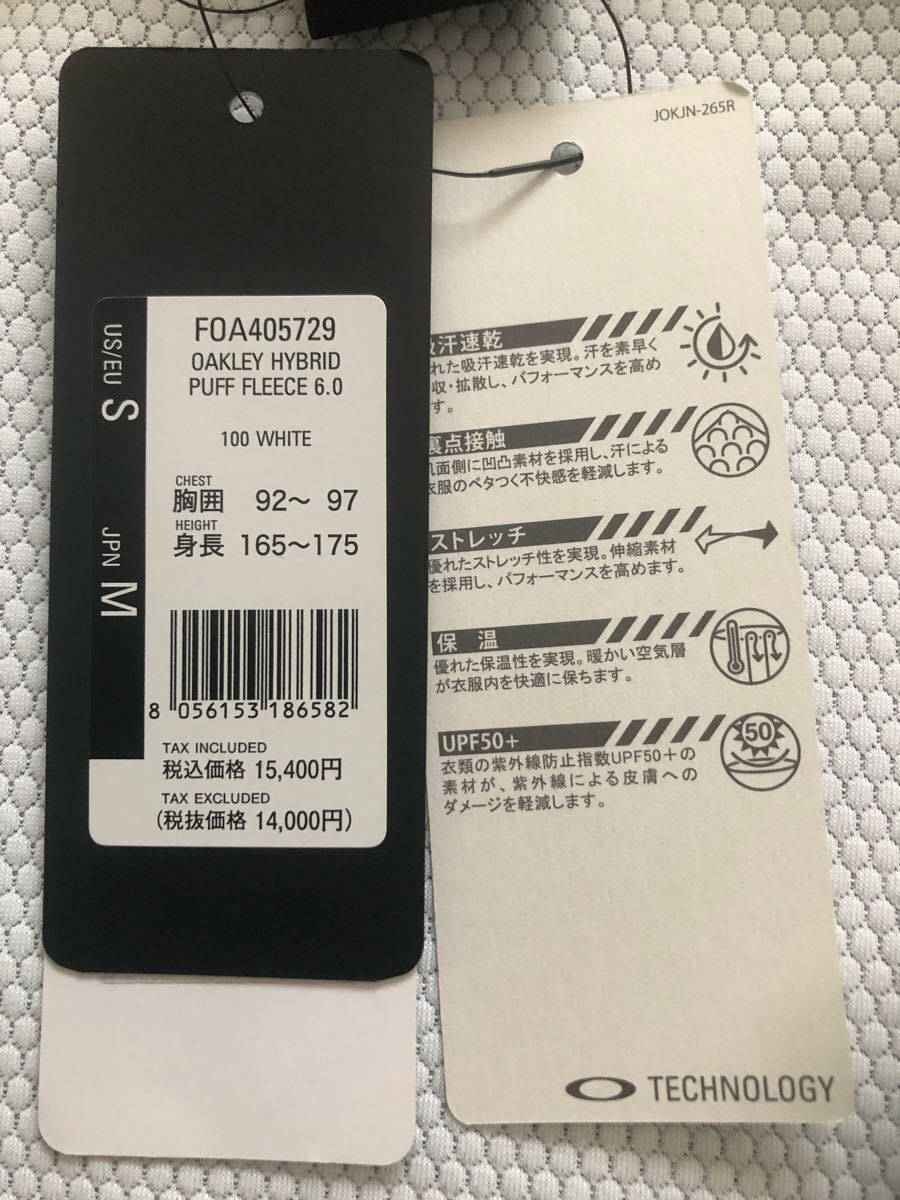 FOA405729
OAKLEY HYBRID
PUFF FLEECE 6.0
100 WHITE
US/EU S
JPN M
CHEST
胸囲 92～ 97
HEIGHT
身長 165～175
8 056153 186582
TAX INCLUDED
税込価格 15,400円
TAX EXCLUDED
(税抜価格 14,000円)
JOKJN-265R
汗速乾
れた吸汗速乾を実現。汗を素早く
収・拡散し、パフォーマンスを高め
す。
裏点接触
面側に凹凸素材を採用し、汗による
衣服のベタつく不快感を軽減します。
ストレッチ
優れたストレッチ性を実現。伸縮素材
を採用し、パフォーマンスを高めます。
保 温
優れた保温性を実現。暖かい空気層
が衣服内を快適に保ちます。
UPF50+
50
衣類の紫外線防止指数UPF50+の
素材が、紫外線による皮膚への
ダメージを軽減します。
TECHNOLOGY